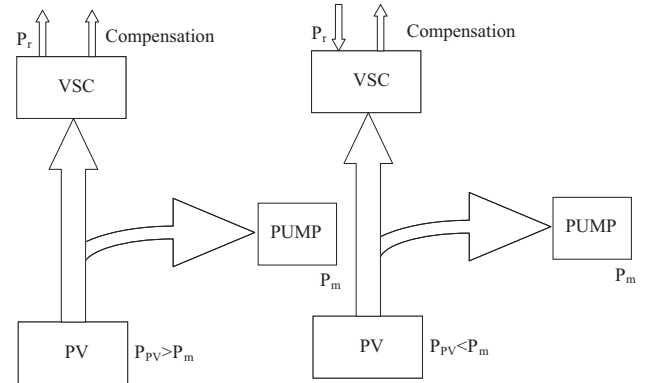 P_r
Compensation
VSC
PUMP
P_m
PV
P_PV>P_m
P_r
Compensation
VSC
PUMP
P_m
PV
P_PV<P_m